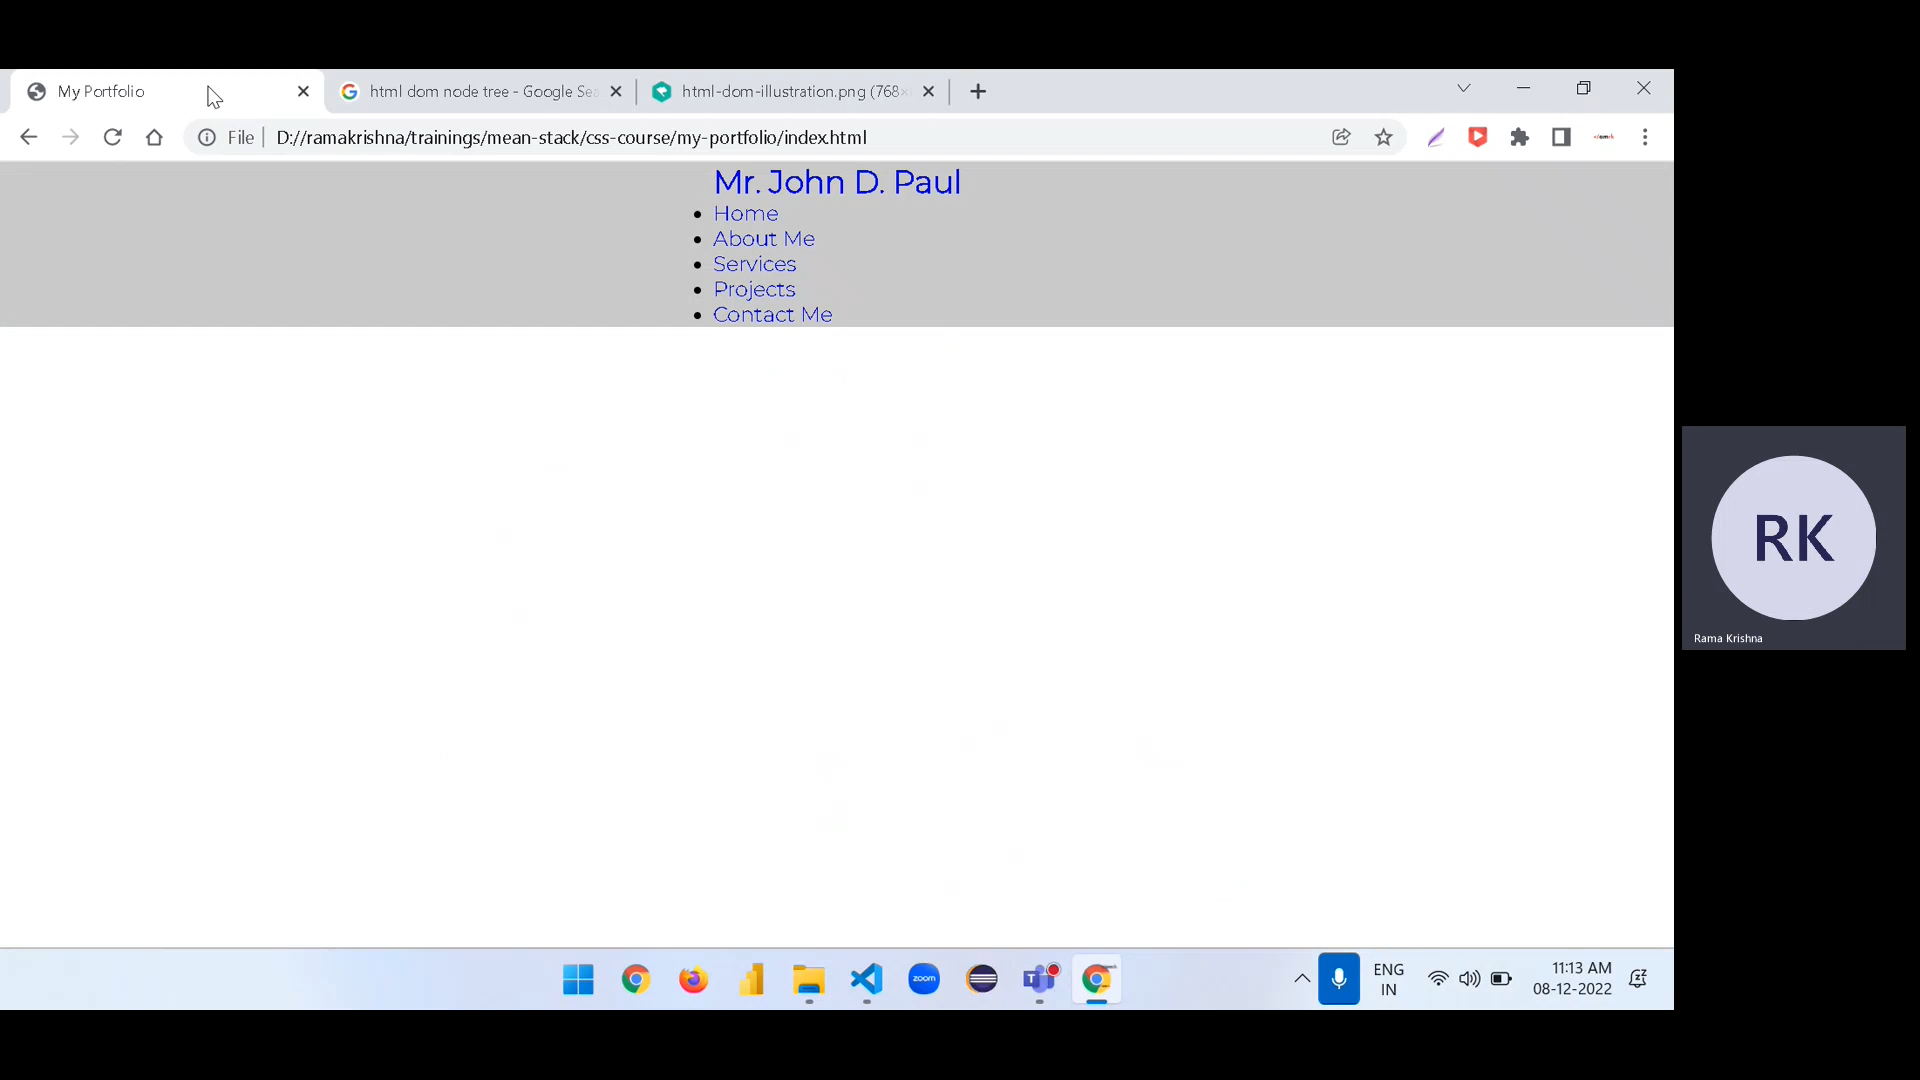 My Portfolio
html dom node tree - Google Sea
html-dom-illustration.png (768×
File
D://ramakrishna/trainings/mean-stack/css-course/my-portfolio/index.html
Mr. John D. Paul
Home
About Me
Services
Projects
Contact Me
RK
Rama Krishna
zoom
ENG
IN
11:13 AM
08-12-2022